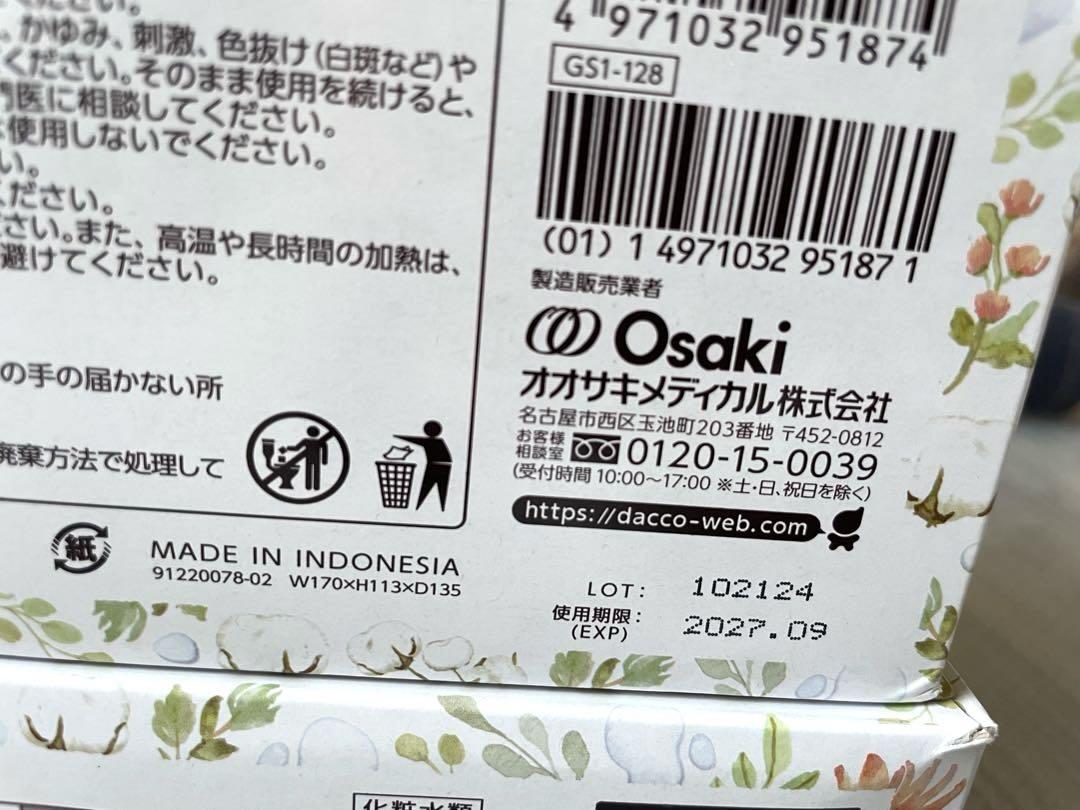 ください。
、かゆみ、刺激、色抜け(白斑など)や
ください。そのまま使用を続けると、
門医に相談してください。
使用しないでください。
い。
ください。
さい。また、高温や長時間の加熱は、
避けてください。
の手の届かない所
廃棄方法で処理して
紙
MADE IN INDONESIA
91220078-02 W170×H113×D135
4 971032 951874
GS1-128
(01) 1 4971032 95187 1
製造販売業者
Osaki
オオサキメディカル株式会社
名古屋市西区玉池町203番地 〒452-0812
お客様
相談室 0120-15-0039
(受付時間 10:00〜17:00 ※土・日、祝日を除く)
https://dacco-web.com
LOT: 102124
使用期限: 2027.09
(EXP)
化粧水類